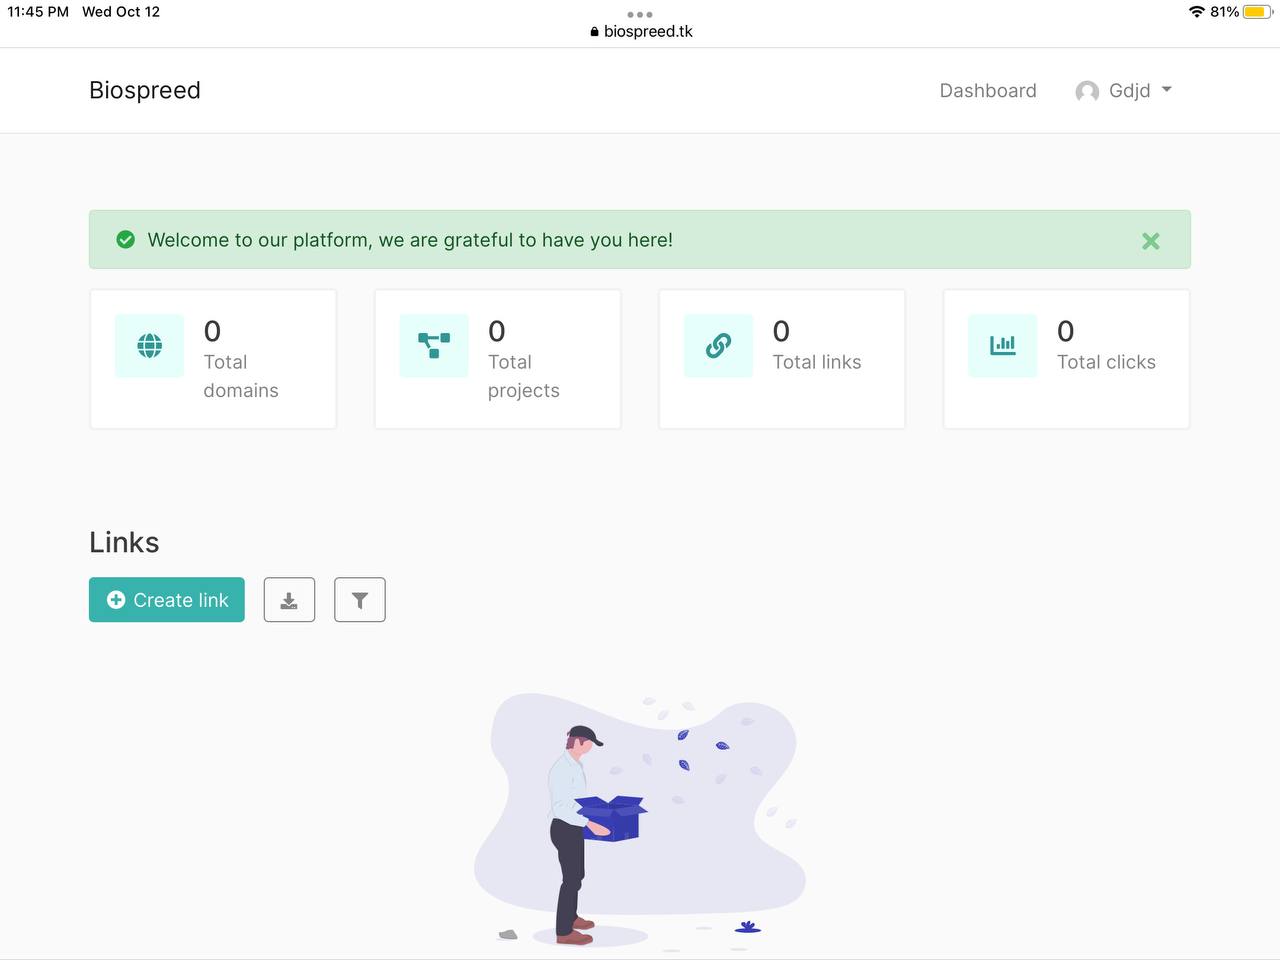 11:45 PM Wed Oct 12
81%
biospreed.tk
Biospreed
Dashboard
Gdjd
Welcome to our platform, we are grateful to have you here!
0
Total
domains
0
Total
projects
0
Total links
0
Total clicks
Links
Create link